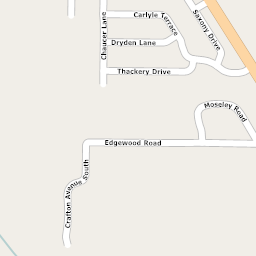 Carlyle Terrace
Saxony Drive
Chaucer Lane
Dryden Lane
Thackery Drive
Moseley Road
Edgewood Road
Crafton Avenue South